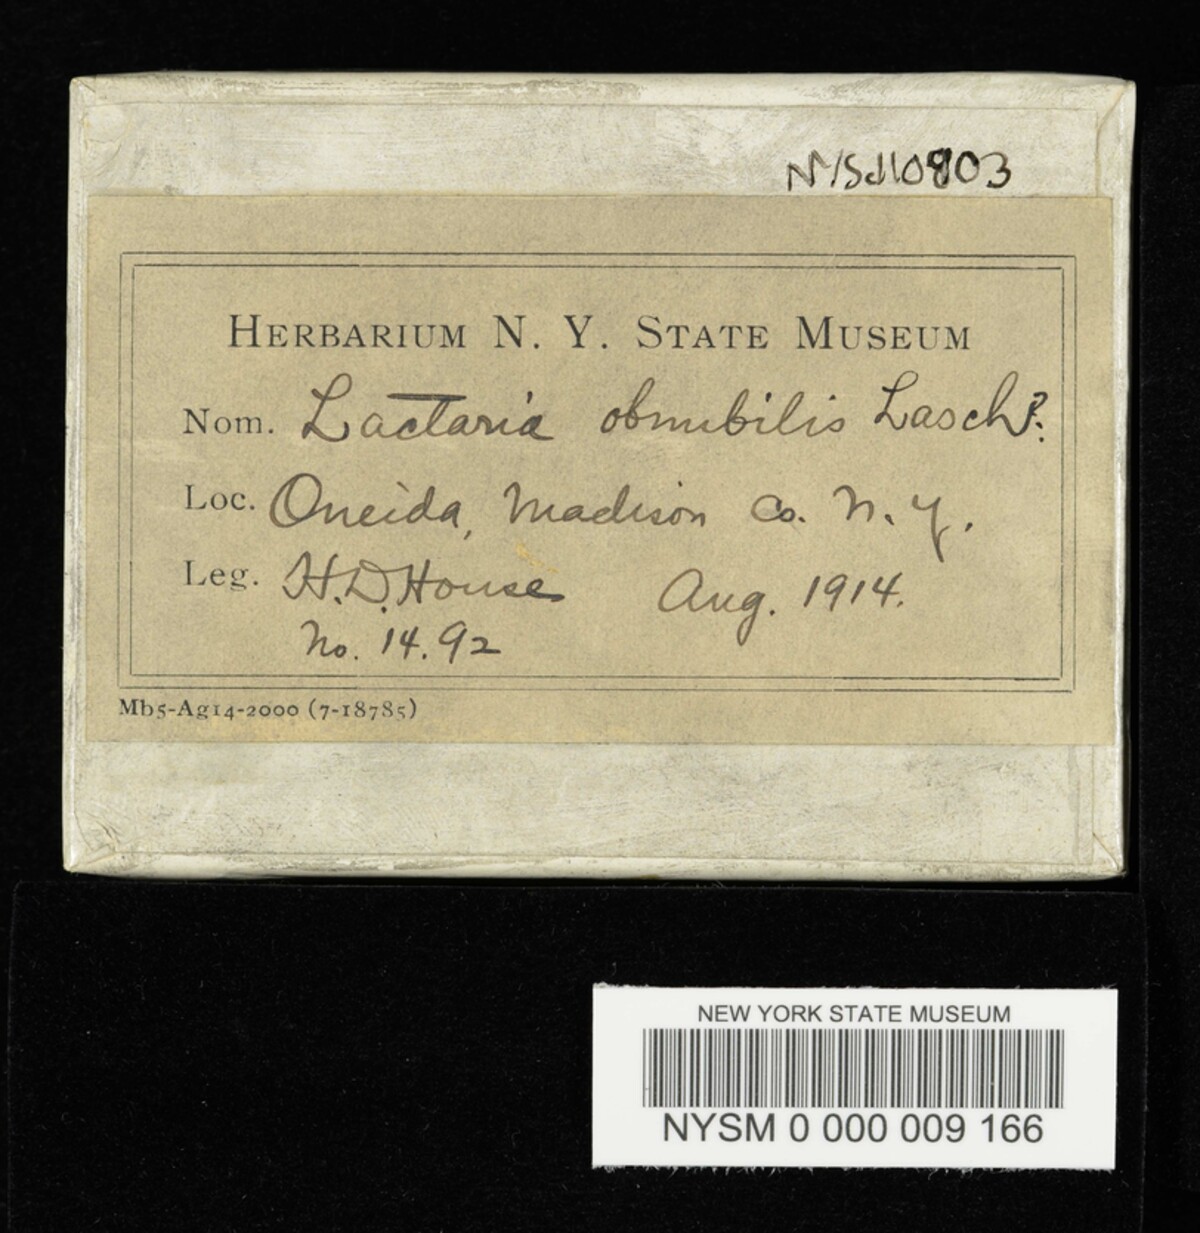 NYSd10803
HERBARIUM N. Y. STATE MUSEUM
Nom. Lactaria obnubilis Lasch?
Loc. Oneida, Madison Co. N. Y.
Leg. H. D. House Aug. 1914.
No. 14.92
Mb5-Ag14-2000 (7-18785)
NEW YORK STATE MUSEUM
NYSM 0 000 009 166